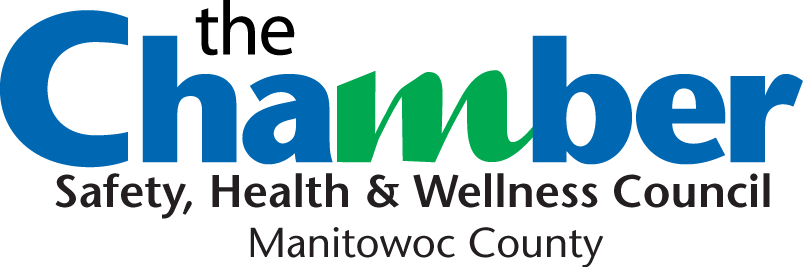 the
Chamber
Safety, Health & Wellness Council
Manitowoc County